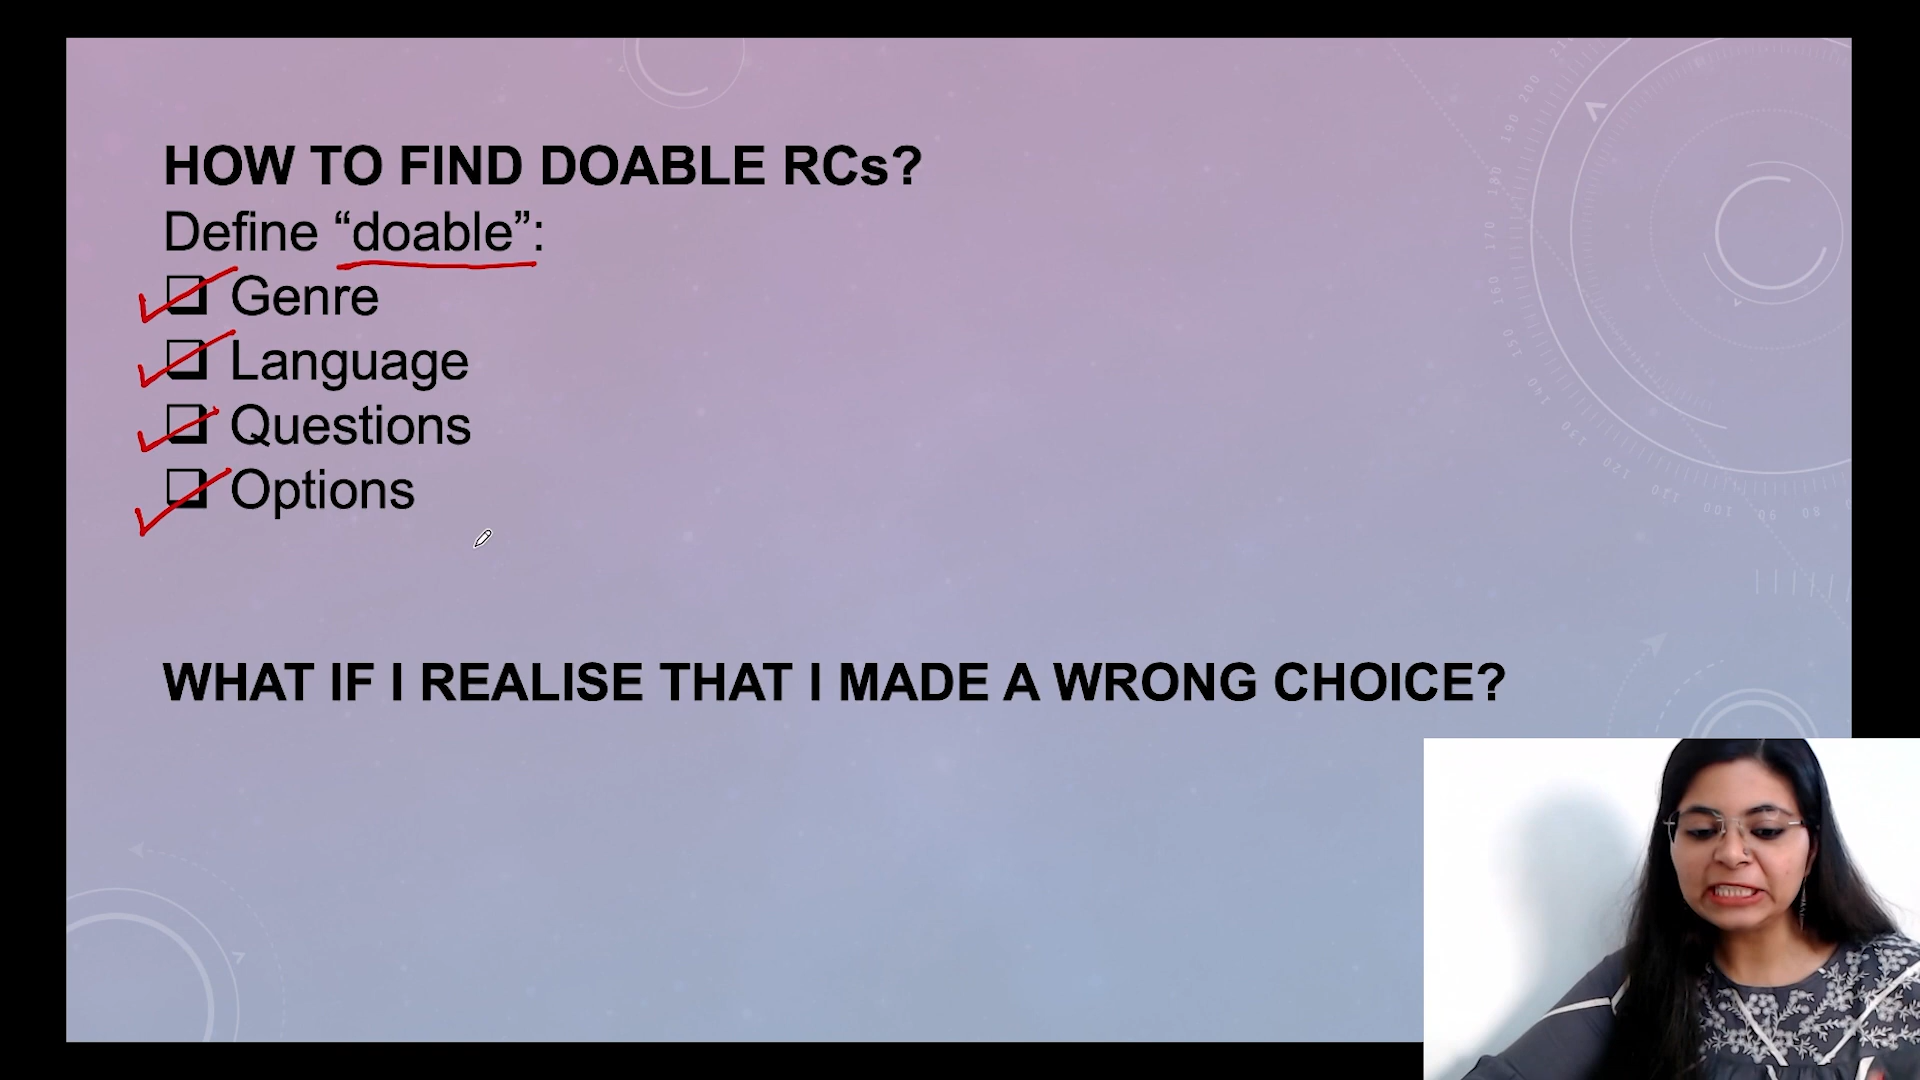 HOW TO FIND DOABLE RCs?
Define “doable”:
Genre
Language
Questions
Options
WHAT IF I REALISE THAT I MADE A WRONG CHOICE?